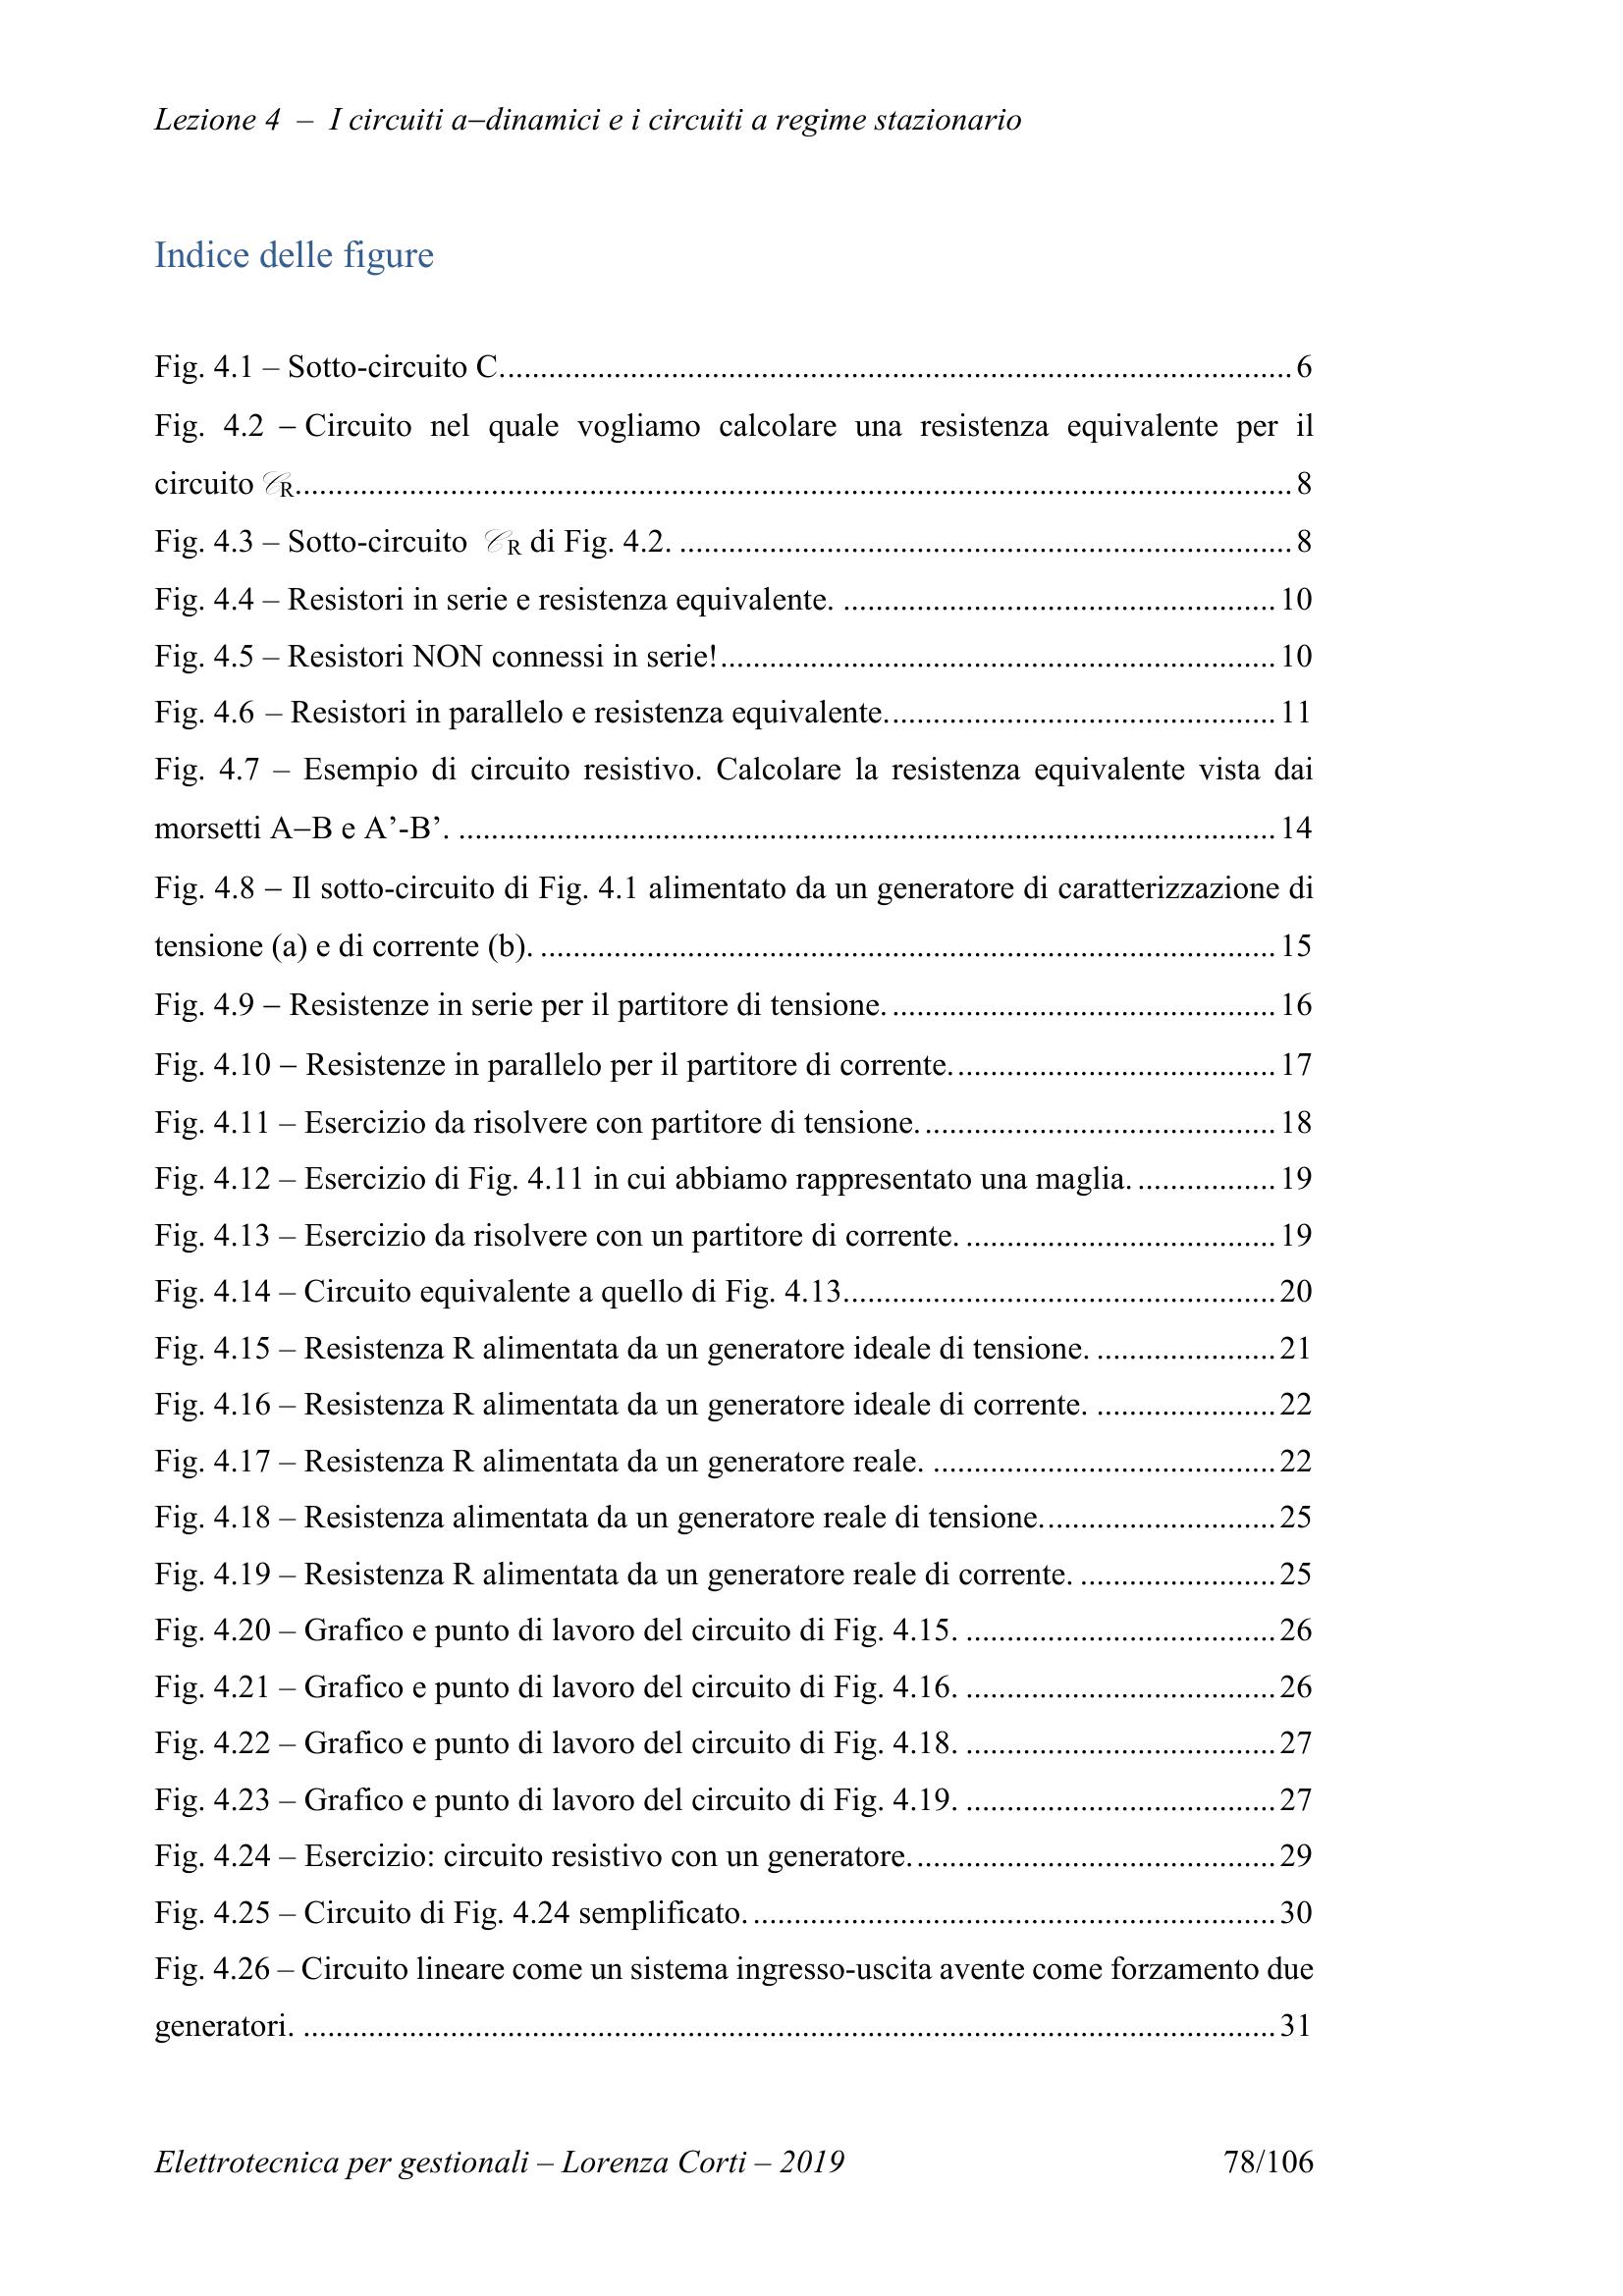 Lezione 4 – I circuiti a–dinamici e i circuiti a regime stazionario
Indice delle figure
Fig. 4.1 – Sotto-circuito C.................................................................................................... 6
Fig. 4.2 – Circuito nel quale vogliamo calcolare una resistenza equivalente per il
circuito 𝒞R............................................................................................................................ 8
Fig. 4.3 – Sotto-circuito 𝒞R di Fig. 4.2. ............................................................................ 8
Fig. 4.4 – Resistori in serie e resistenza equivalente. ..................................................... 10
Fig. 4.5 – Resistori NON connessi in serie!.................................................................... 10
Fig. 4.6 – Resistori in parallelo e resistenza equivalente................................................ 11
Fig. 4.7 – Esempio di circuito resistivo. Calcolare la resistenza equivalente vista dai
morsetti A–B e A’-B’. ..................................................................................................... 14
Fig. 4.8 – Il sotto-circuito di Fig. 4.1 alimentato da un generatore di caratterizzazione di
tensione (a) e di corrente (b). ........................................................................................... 15
Fig. 4.9 – Resistenze in serie per il partitore di tensione. ............................................... 16
Fig. 4.10 – Resistenze in parallelo per il partitore di corrente........................................ 17
Fig. 4.11 – Esercizio da risolvere con partitore di tensione............................................ 18
Fig. 4.12 – Esercizio di Fig. 4.11 in cui abbiamo rappresentato una maglia. ................. 19
Fig. 4.13 – Esercizio da risolvere con un partitore di corrente. ...................................... 19
Fig. 4.14 – Circuito equivalente a quello di Fig. 4.13..................................................... 20
Fig. 4.15 – Resistenza R alimentata da un generatore ideale di tensione. ...................... 21
Fig. 4.16 – Resistenza R alimentata da un generatore ideale di corrente. ...................... 22
Fig. 4.17 – Resistenza R alimentata da un generatore reale. .......................................... 22
Fig. 4.18 – Resistenza alimentata da un generatore reale di tensione............................. 25
Fig. 4.19 – Resistenza R alimentata da un generatore reale di corrente. ........................ 25
Fig. 4.20 – Grafico e punto di lavoro del circuito di Fig. 4.15. ...................................... 26
Fig. 4.21 – Grafico e punto di lavoro del circuito di Fig. 4.16. ...................................... 26
Fig. 4.22 – Grafico e punto di lavoro del circuito di Fig. 4.18. ...................................... 27
Fig. 4.23 – Grafico e punto di lavoro del circuito di Fig. 4.19. ...................................... 27
Fig. 4.24 – Esercizio: circuito resistivo con un generatore............................................. 29
Fig. 4.25 – Circuito di Fig. 4.24 semplificato................................................................. 30
Fig. 4.26 – Circuito lineare come un sistema ingresso-uscita avente come forzamento due
generatori. ........................................................................................................................ 31
Elettrotecnica per gestionali – Lorenza Corti – 2019 78/106